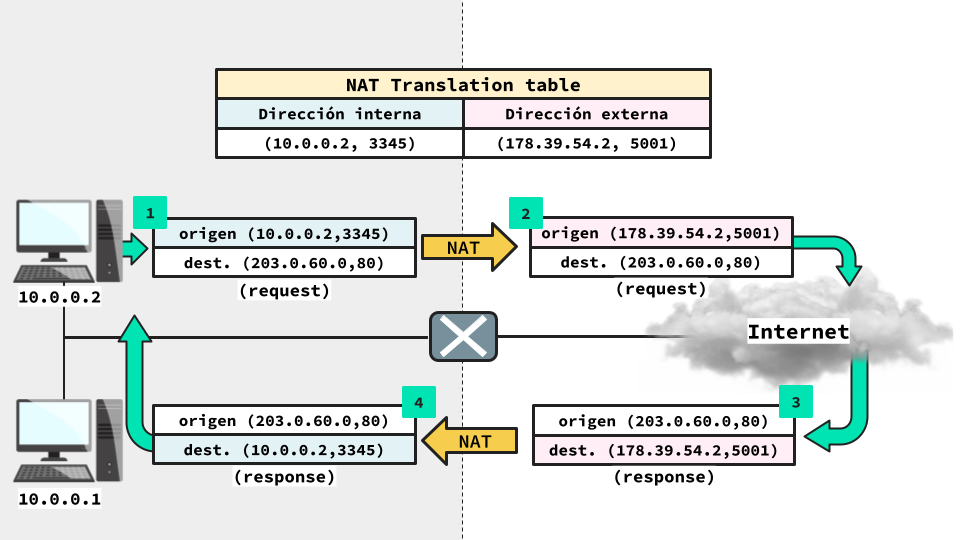 NAT Translation table
Dirección interna
Dirección externa
(10.0.0.2, 3345)
(178.39.54.2, 5001)
1
origen (10.0.0.2,3345)
dest. (203.0.60.0,80)
(request)
NAT
2
origen (178.39.54.2,5001)
dest. (203.0.60.0,80)
(request)
10.0.0.2
Internet
3
origen (203.0.60.0,80)
dest. (178.39.54.2,5001)
(response)
NAT
4
origen (203.0.60.0,80)
dest. (10.0.0.2,3345)
(response)
10.0.0.1